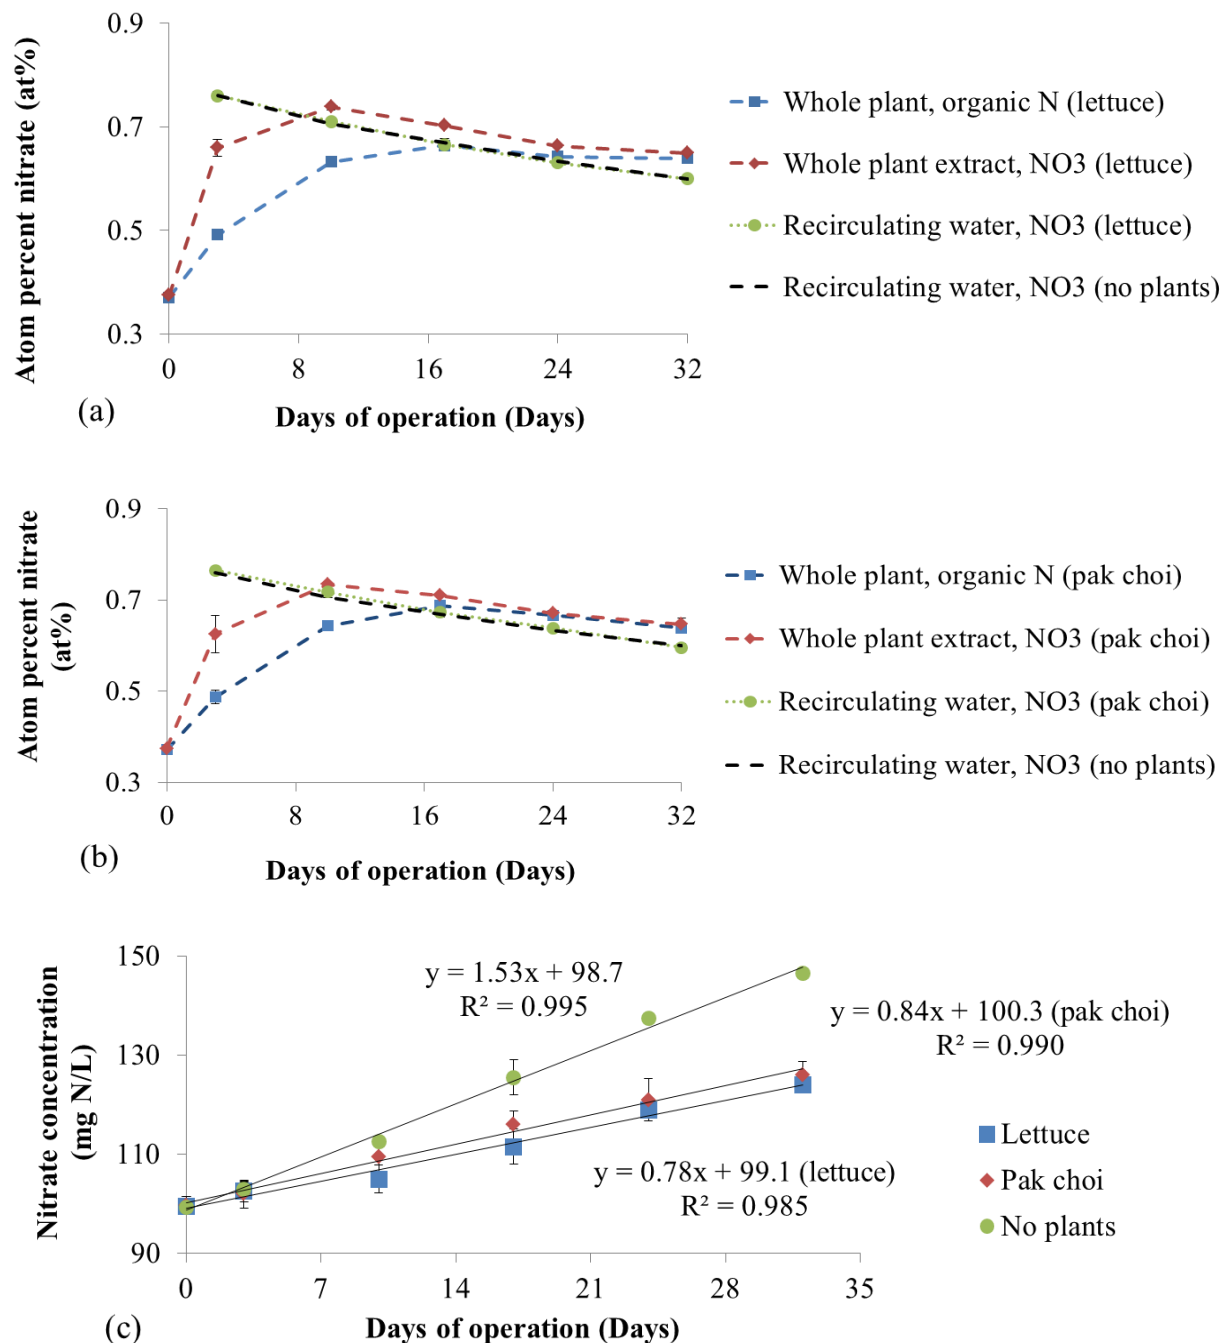 0.9
0.7
0.5
0.3
Atom percent nitrate (at%)
0 8 16 24 32
Days of operation (Days)
(a)
Whole plant, organic N (lettuce)
Whole plant extract, NO3 (lettuce)
Recirculating water, NO3 (lettuce)
Recirculating water, NO3 (no plants)
0.9
0.7
0.5
0.3
Atom percent nitrate
(at%)
0 8 16 24 32
Days of operation (Days)
(b)
Whole plant, organic N (pak choi)
Whole plant extract, NO3 (pak choi)
Recirculating water, NO3 (pak choi)
Recirculating water, NO3 (no plants)
150
130
110
90
Nitrate concentration
(mg N/L)
y = 1.53x + 98.7
R² = 0.995
y = 0.84x + 100.3 (pak choi)
R² = 0.990
y = 0.78x + 99.1 (lettuce)
R² = 0.985
Lettuce
Pak choi
No plants
0 7 14 21 28 35
Days of operation (Days)
(c)